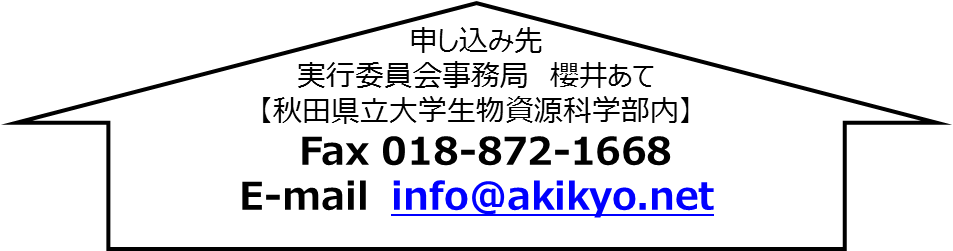 申し込み先
実行委員会事務局　櫻井あて
【秋田県立大学生物資源科学部内】
Fax 018-872-1668
E-mail  info@akikyo.net